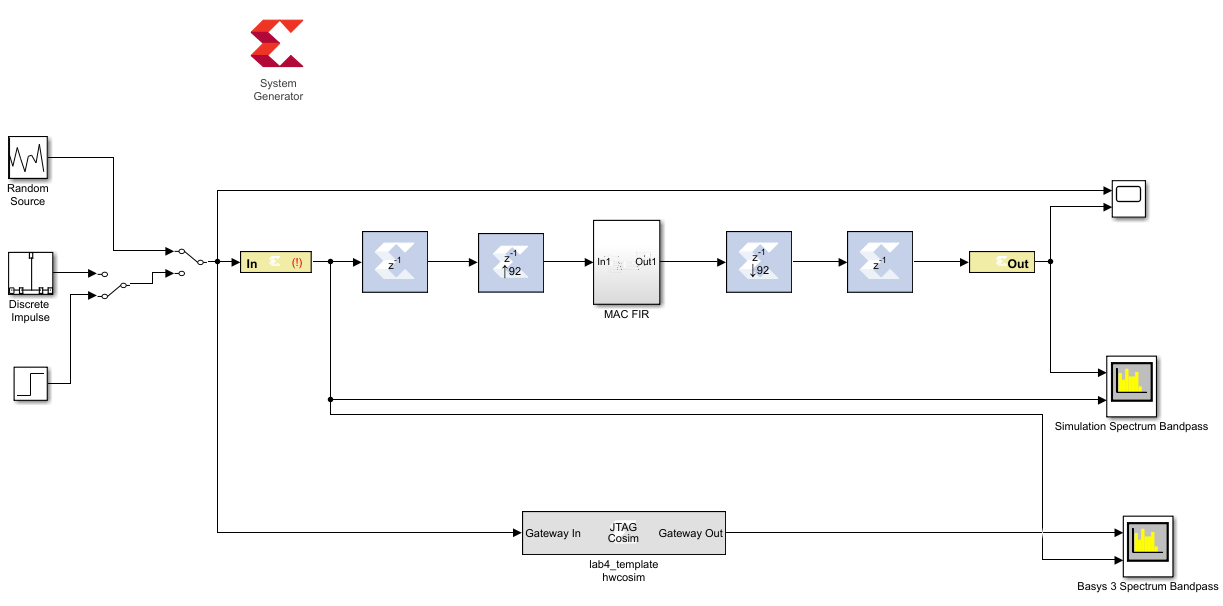 System
Generator
Random
Source
Discrete
Impulse
In (!)
z-1
z-1
↑92
In1 Out1
MAC FIR
z-1
↓92
z-1
Out
Simulation Spectrum Bandpass
Gateway In
JTAG
Cosim
Gateway Out
lab4_template
hwcosim
Basys 3 Spectrum Bandpass